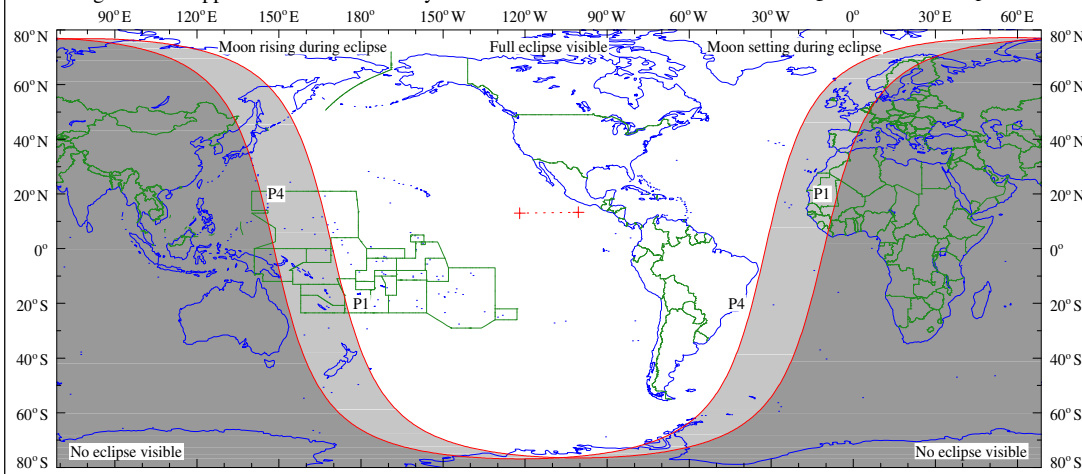 90° E 120° E 150° E 180° 150° W 120° W 90° W 60° W 30° W 0° 30° E 60° E
80° N Moon rising during eclipse Full eclipse visible Moon setting during eclipse 80° N
60° N 60° N
40° N 40° N
20° N P4 P1 20° N
0° 0°
20° S P1 P4 20° S
40° S 40° S
60° S 60° S
No eclipse visible No eclipse visible
80° S 80° S